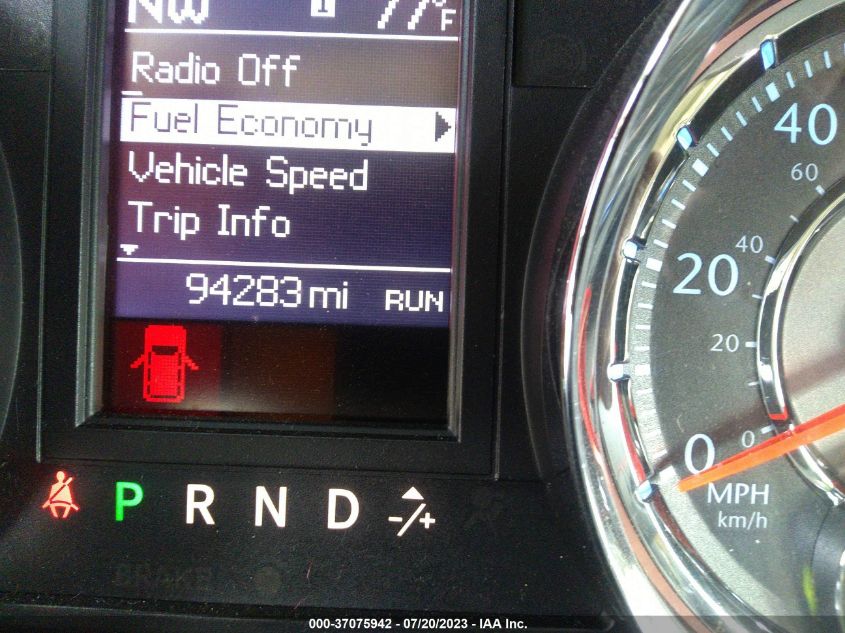 NW 77°F
Radio Off
Fuel Economy
Vehicle Speed
Trip Info
94283 mi RUN
P R N D -/+
BRAKE
40
60
40
20
20
0
0
MPH
km/h
000-37075942 - 07/20/2023 - IAA Inc.